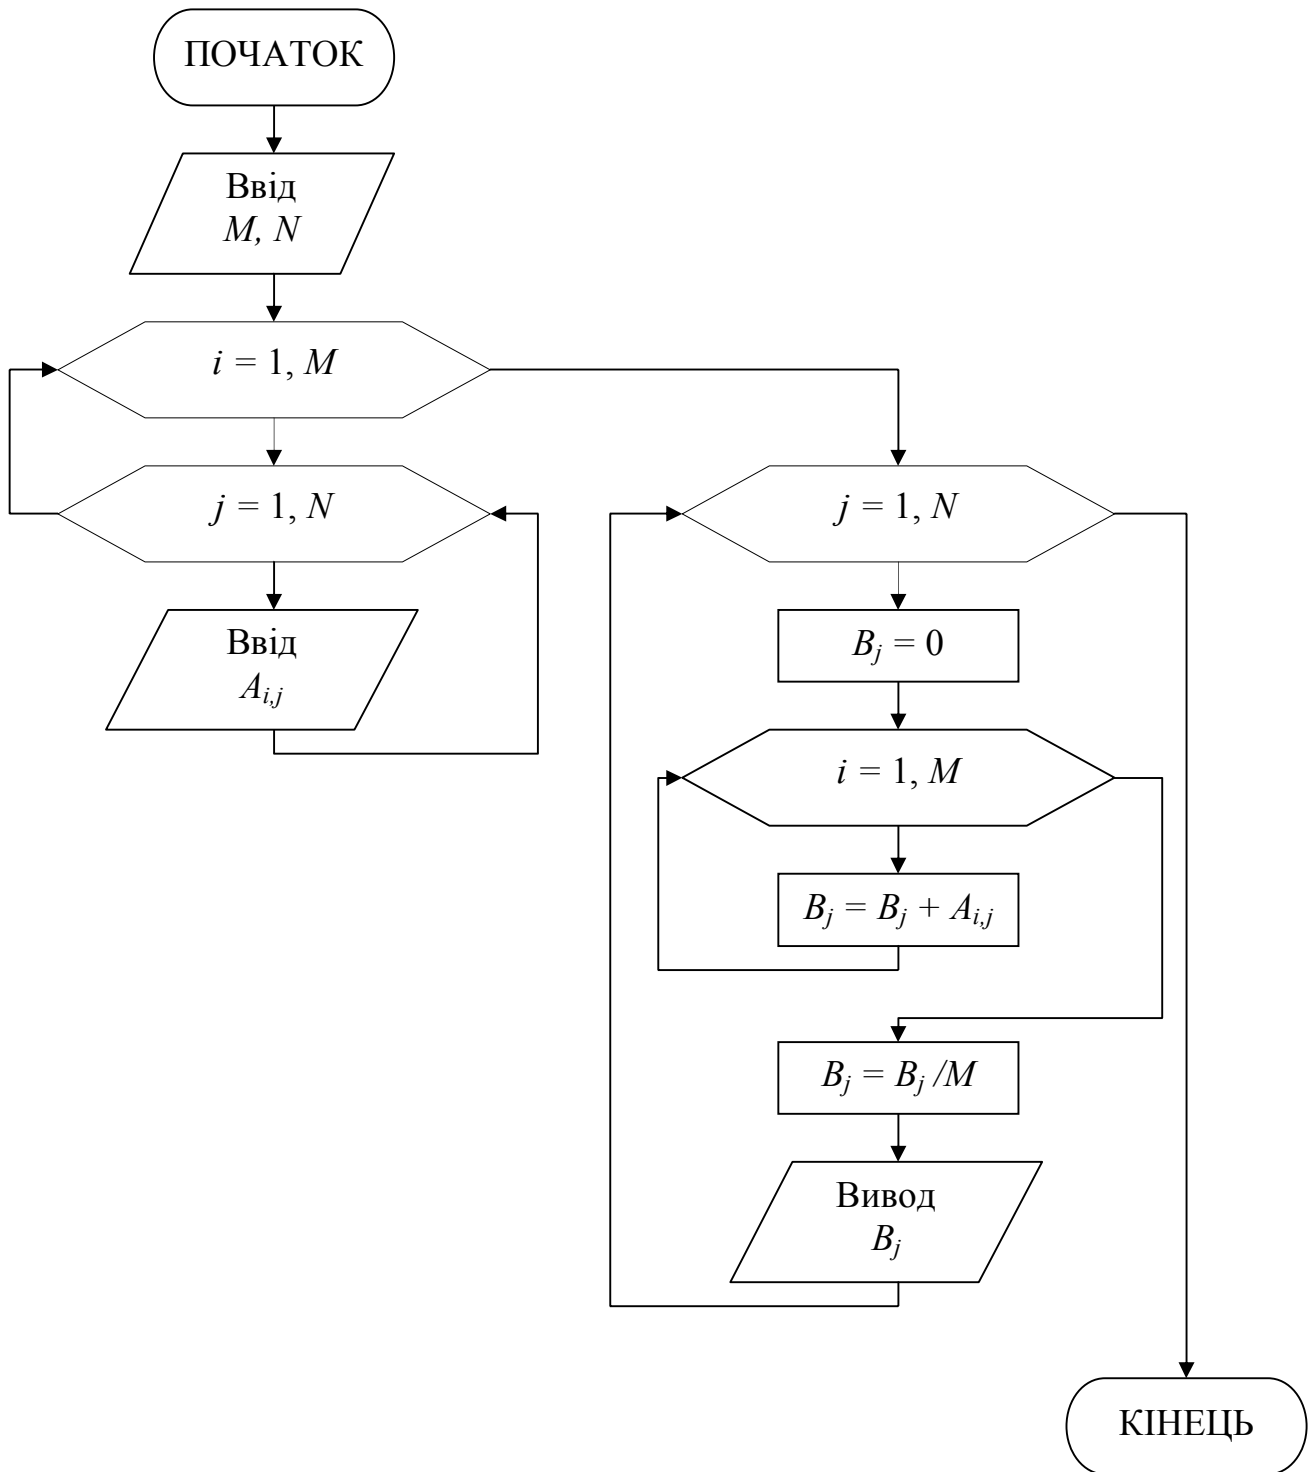 ПОЧАТОК
Ввід
M, N
i = 1, M
j = 1, N
Ввід
A_{i,j}
j = 1, N
B_j = 0
i = 1, M
B_j = B_j + A_{i,j}
B_j = B_j /M
Вивод
B_j
КІНЕЦЬ